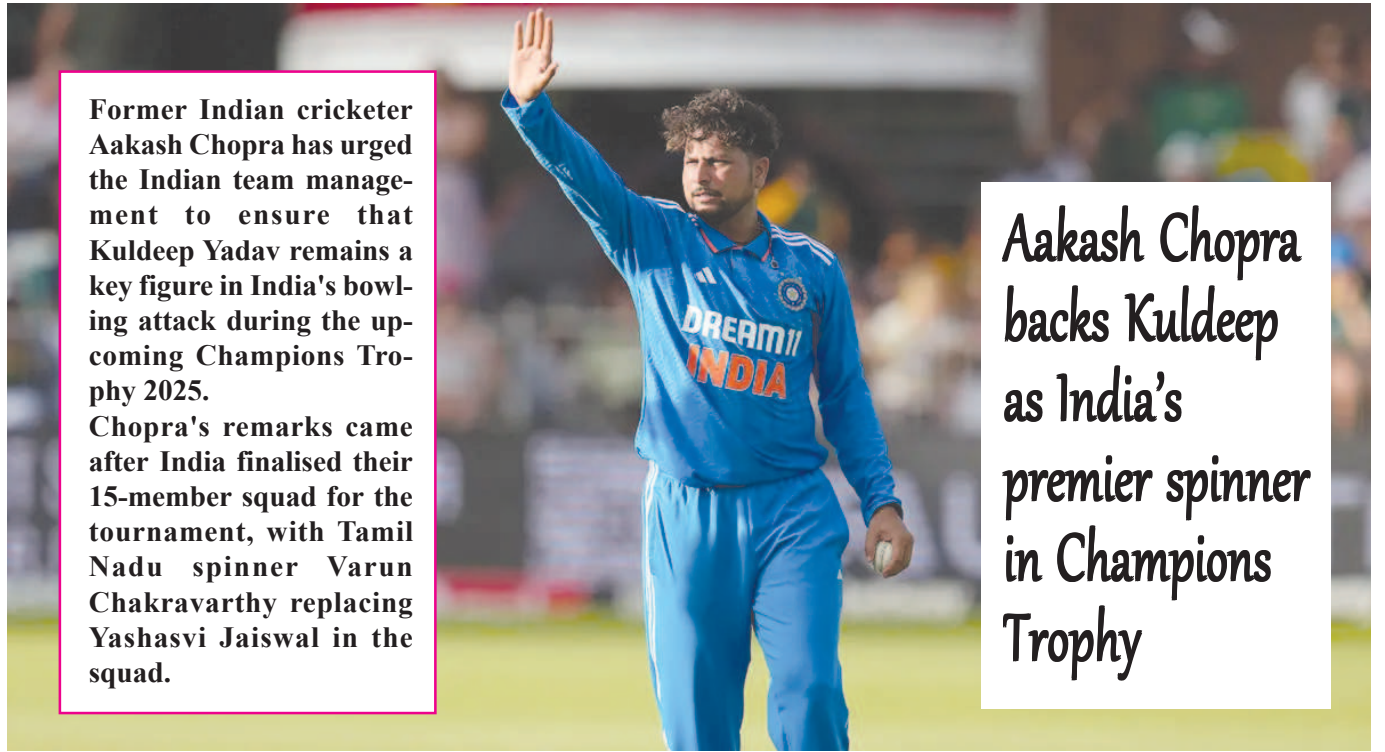 Former Indian cricketer
Aakash Chopra has urged
the Indian team manage-
ment to ensure that
Kuldeep Yadav remains a
key figure in India's bowl-
ing attack during the up-
coming Champions Tro-
phy 2025.
Chopra's remarks came
after India finalised their
15-member squad for the
tournament, with Tamil
Nadu spinner Varun
Chakravarthy replacing
Yashasvi Jaiswal in the
squad.
DREAM11
INDIA
Aakash Chopra
backs Kuldeep
as India’s
premier spinner
in Champions
Trophy